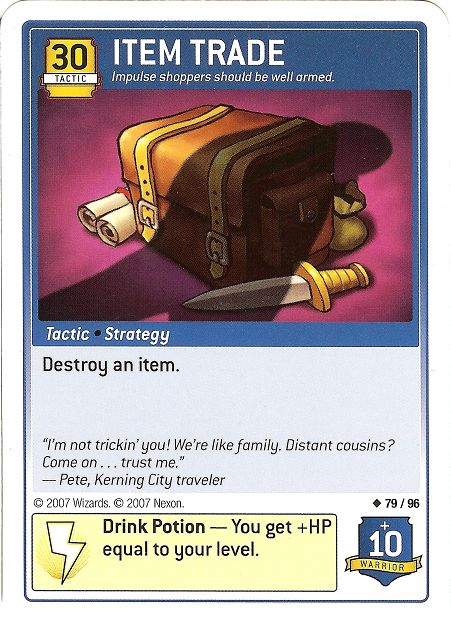 30
TACTIC
ITEM TRADE
Impulse shoppers should be well armed.
Tactic • Strategy
Destroy an item.
“I’m not trickin’ you! We’re like family. Distant cousins?
Come on . . . trust me.”
— Pete, Kerning City traveler
© 2007 Wizards. © 2007 Nexon.
◆ 79 / 96
Drink Potion — You get +HP
equal to your level.
+
10
WARRIOR